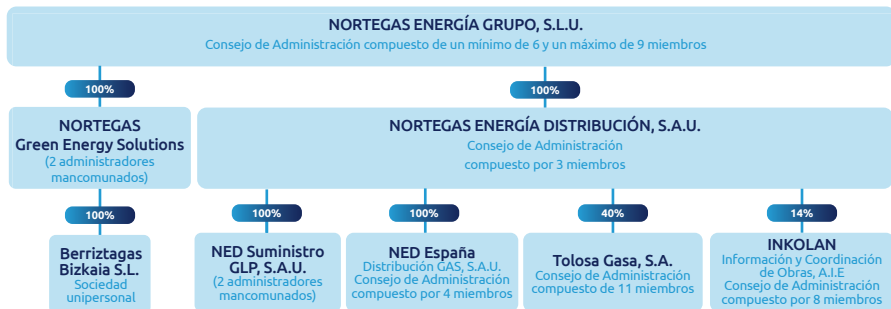 NORTEGAS ENERGÍA GRUPO, S.L.U.
Consejo de Administración compuesto de un mínimo de 6 y un máximo de 9 miembros
100%
100%
NORTEGAS
Green Energy Solutions
(2 administradores
mancomunados)
NORTEGAS ENERGÍA DISTRIBUCIÓN, S.A.U.
Consejo de Administración
compuesto por 3 miembros
100%
100%
100%
40%
14%
Berriztagas
Bizkaia S.L.
Sociedad
unipersonal
NED Suministro
GLP, S.A.U.
(2 administradores
mancomunados)
NED España
Distribución GAS, S.A.U.
Consejo de Administración
compuesto por 4 miembros
Tolosa Gasa, S.A.
Consejo de Administración
compuesto de 11 miembros
INKOLAN
Información y Coordinación
de Obras, A.I.E
Consejo de Administración
compuesto por 8 miembros